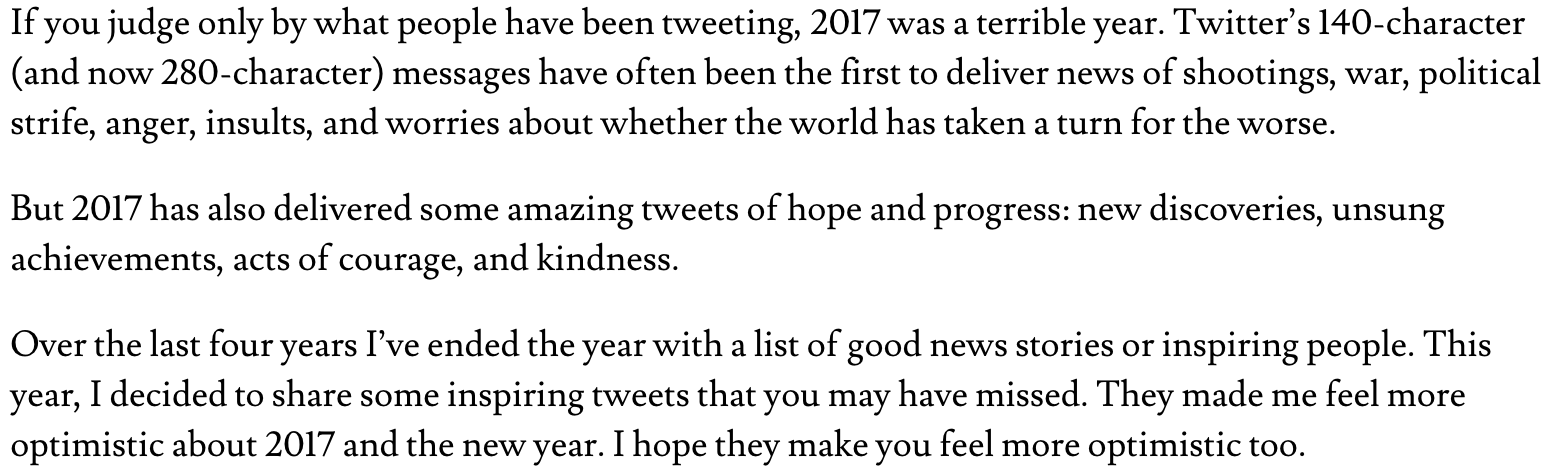 If you judge only by what people have been tweeting, 2017 was a terrible year. Twitter’s 140-character
(and now 280-character) messages have often been the first to deliver news of shootings, war, political
strife, anger, insults, and worries about whether the world has taken a turn for the worse.
But 2017 has also delivered some amazing tweets of hope and progress: new discoveries, unsung
achievements, acts of courage, and kindness.
Over the last four years I’ve ended the year with a list of good news stories or inspiring people. This
year, I decided to share some inspiring tweets that you may have missed. They made me feel more
optimistic about 2017 and the new year. I hope they make you feel more optimistic too.